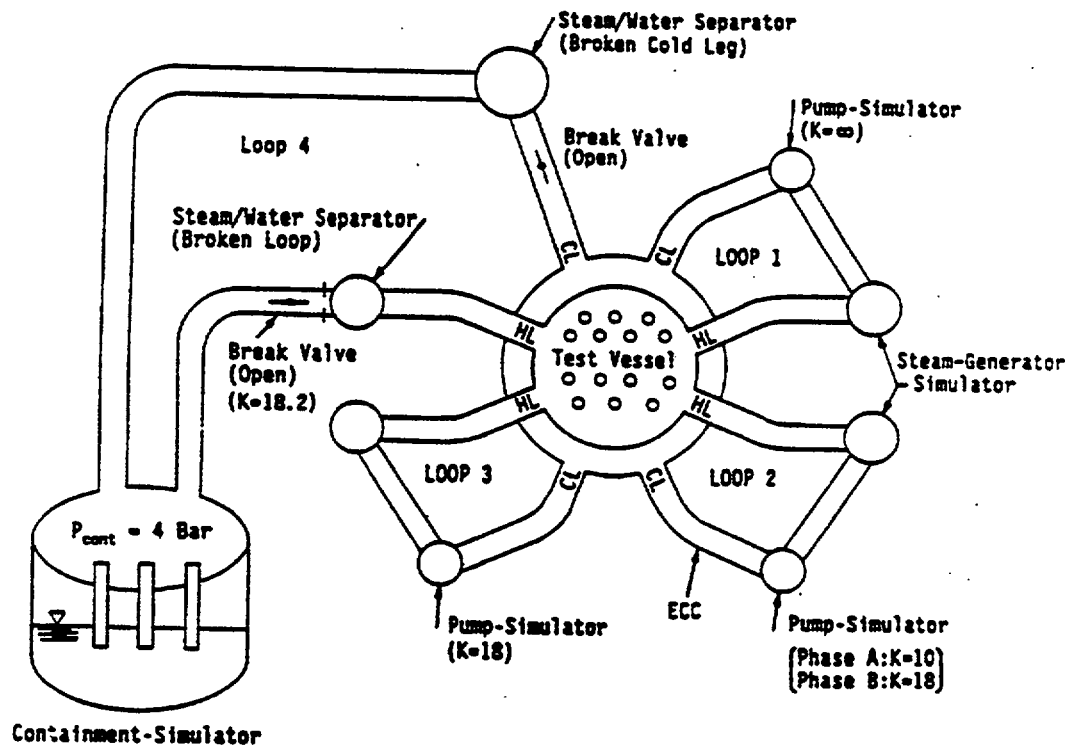 Steam/Water Separator
(Broken Cold Leg)
Pump-Simulator
(K=∞)
Loop 4
Break Valve
(Open)
Steam/Water Separator
(Broken Loop)
CL
CL
LOOP 1
HL
HL
Break Valve
(Open)
(K=18.2)
Test Vessel
Steam-Generator
Simulator
HL
HL
LOOP 3
LOOP 2
CL
CL
P_cont = 4 Bar
ECC
Pump-Simulator
(K=18)
Pump-Simulator
(Phase A:K=10)
(Phase B:K=18)
Containment-Simulator